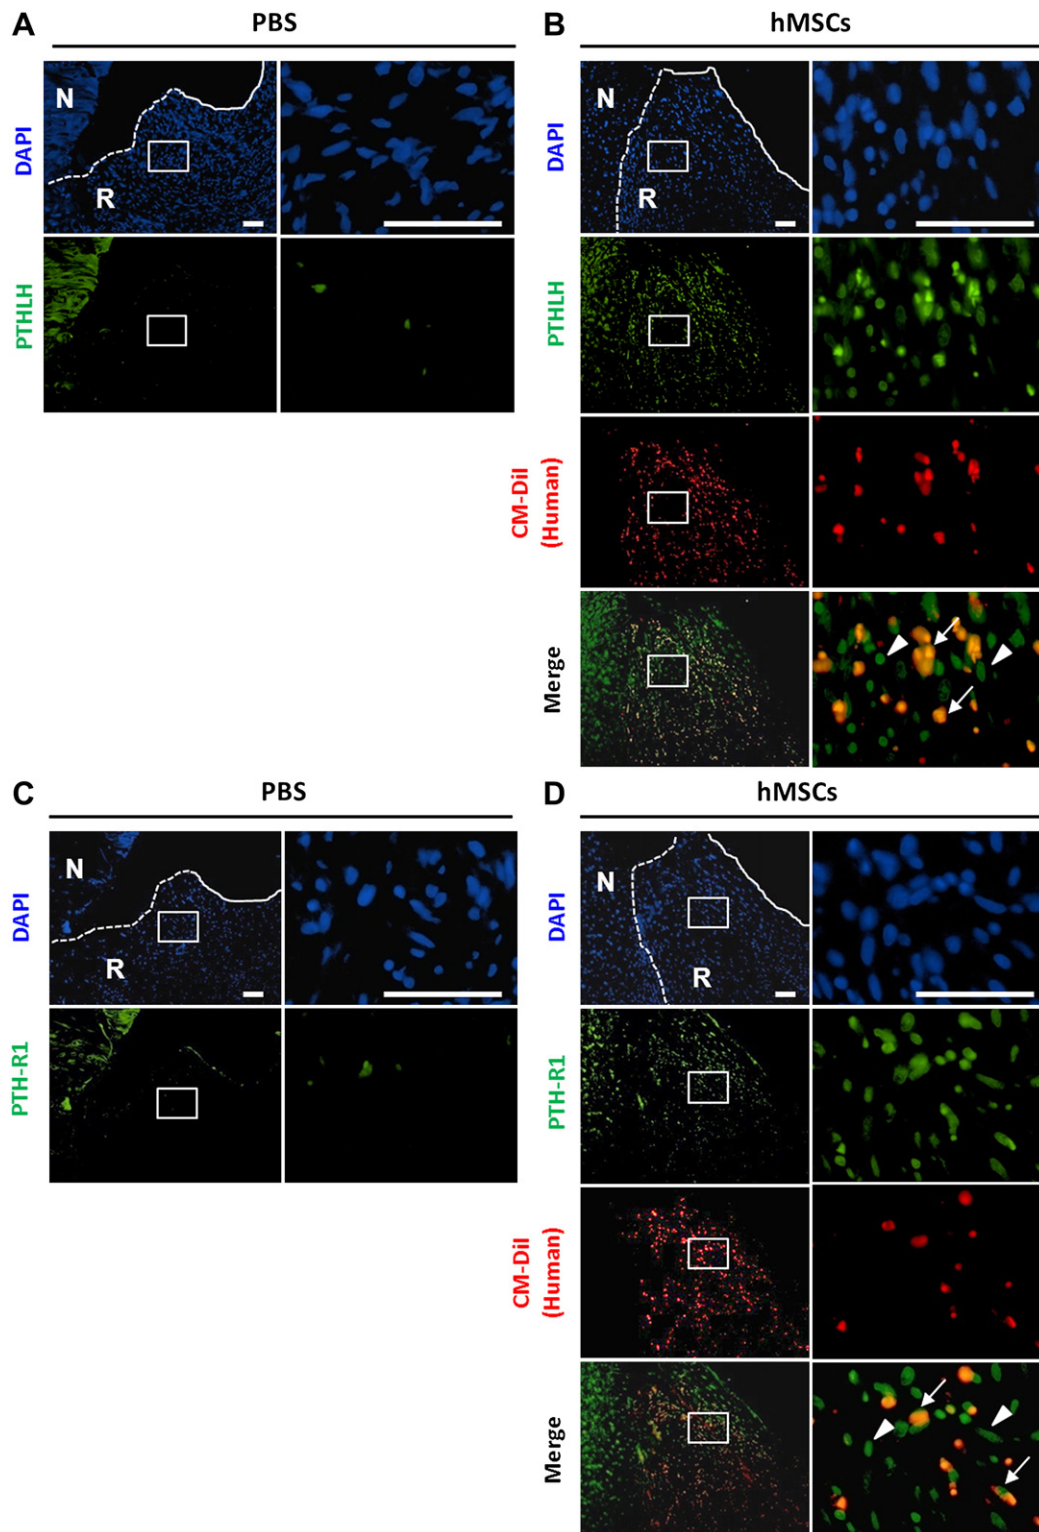 A PBS
B hMSCs
DAPI
N
R
DAPI
N
R
PTHLH
PTHLH
CM-DiI
(Human)
Merge
C PBS
D hMSCs
DAPI
N
R
DAPI
N
R
PTH-R1
PTH-R1
CM-DiI
(Human)
Merge